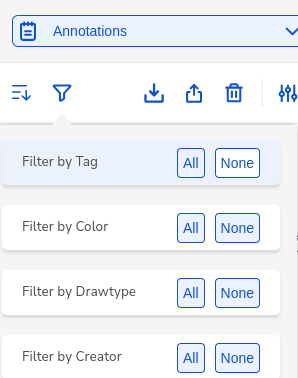 Annotations
Filter by Tag All None
Filter by Color All None
Filter by Drawtype All None
Filter by Creator All None